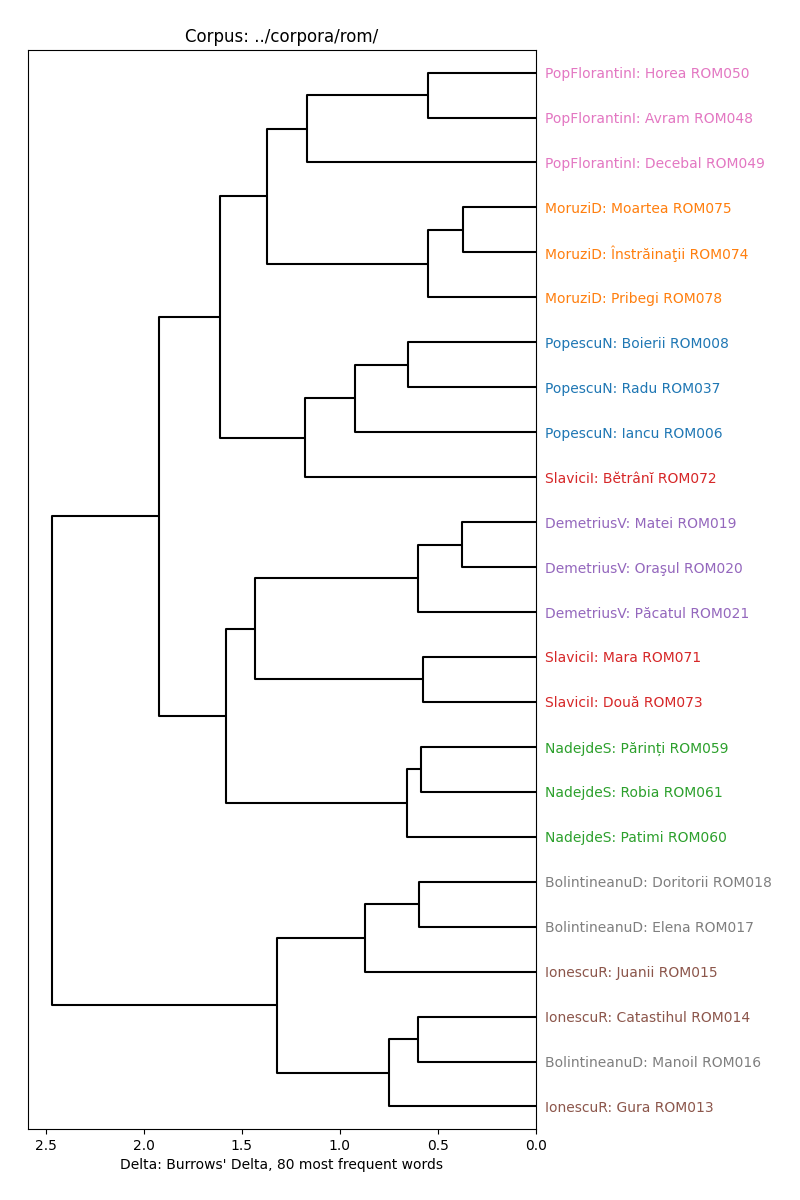 Corpus: ../corpora/rom/
PopFlorantinI: Horea ROM050
PopFlorantinI: Avram ROM048
PopFlorantinI: Decebal ROM049
MoruziD: Moartea ROM075
MoruziD: Înstrăinaţii ROM074
MoruziD: Pribegi ROM078
PopescuN: Boierii ROM008
PopescuN: Radu ROM037
PopescuN: Iancu ROM006
SlaviciI: Bĕtrânĭ ROM072
DemetriusV: Matei ROM019
DemetriusV: Oraşul ROM020
DemetriusV: Păcatul ROM021
SlaviciI: Mara ROM071
SlaviciI: Două ROM073
NadejdeS: Părinți ROM059
NadejdeS: Robia ROM061
NadejdeS: Patimi ROM060
BolintineanuD: Doritorii ROM018
BolintineanuD: Elena ROM017
IonescuR: Juanii ROM015
IonescuR: Catastihul ROM014
BolintineanuD: Manoil ROM016
IonescuR: Gura ROM013
2.5 2.0 1.5 1.0 0.5 0.0
Delta: Burrows' Delta, 80 most frequent words